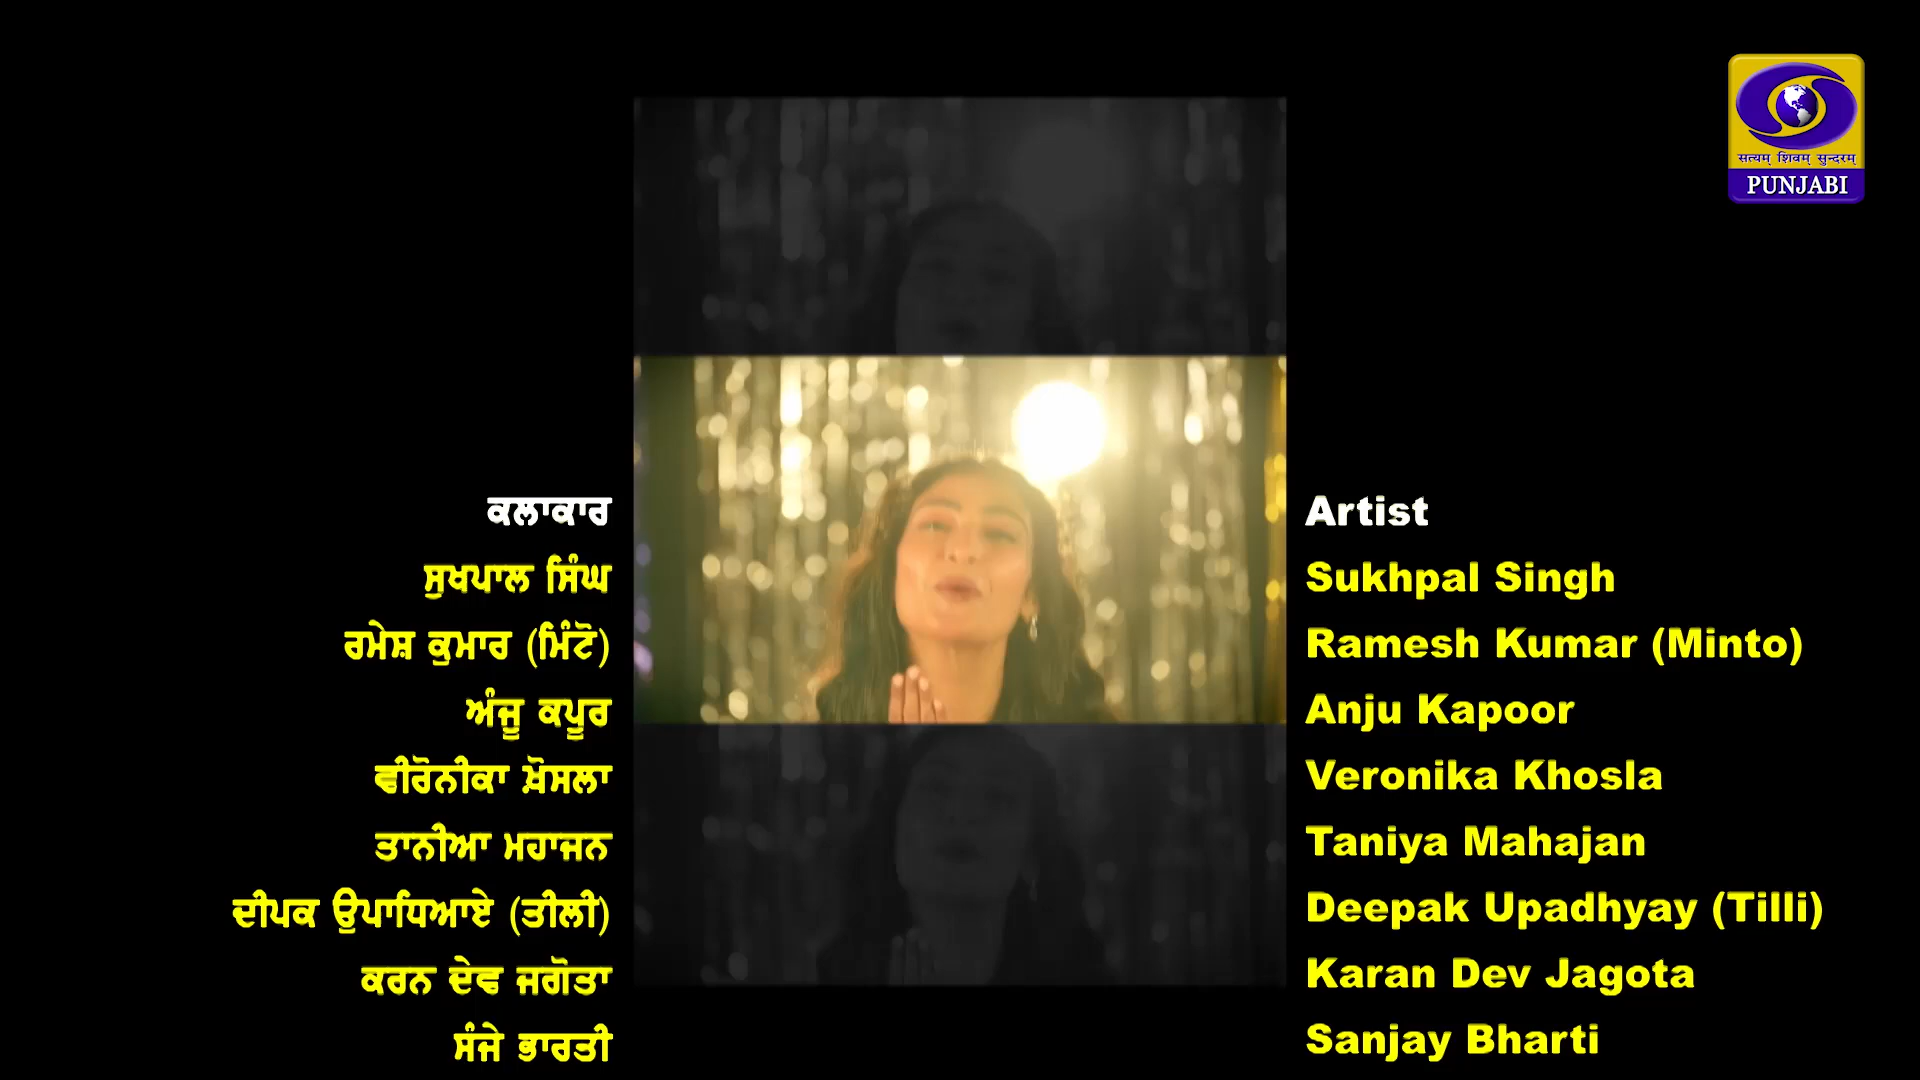 सत्यम् शिवम् सुन्दरम्
PUNJABI
ਕਲਾਕਾਰ
Artist
ਸੁਖਪਾਲ ਸਿੰਘ
Sukhpal Singh
ਰਮੇਸ਼ ਕੁਮਾਰ (ਮਿੰਟੋ)
Ramesh Kumar (Minto)
ਅੰਜੂ ਕਪੂਰ
Anju Kapoor
ਵੀਰੋਨੀਕਾ ਖ਼ੋਸਲਾ
Veronika Khosla
ਤਾਨੀਆ ਮਹਾਜਨ
Taniya Mahajan
ਦੀਪਕ ਉਪਾਧਿਆਏ (ਤੀਲੀ)
Deepak Upadhyay (Tilli)
ਕਰਨ ਦੇਵ ਜਗੋਤਾ
Karan Dev Jagota
ਸੰਜੇ ਭਾਰਤੀ
Sanjay Bharti